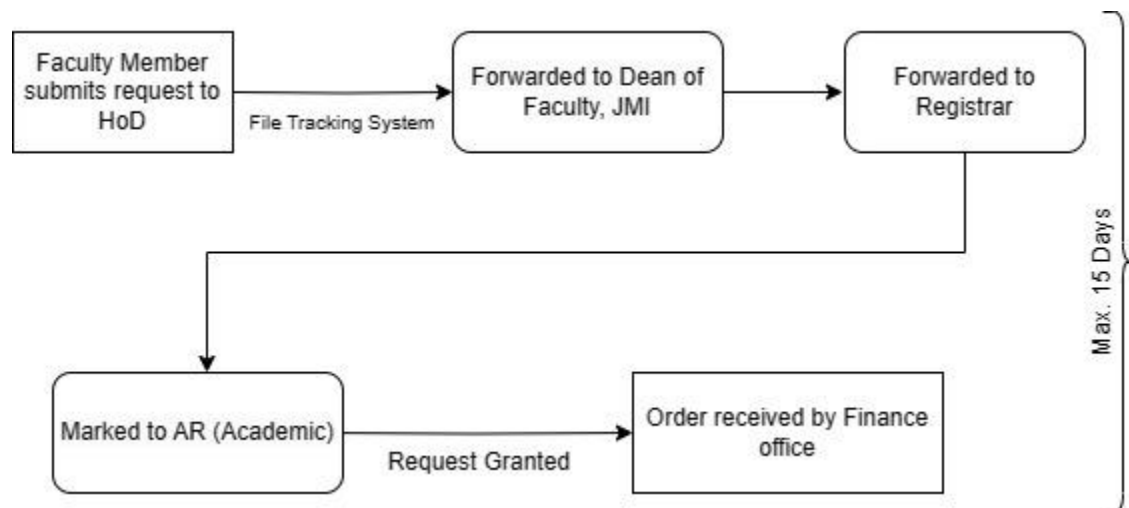 Faculty Member
submits request to
HoD
File Tracking System
Forwarded to Dean of
Faculty, JMI
Forwarded to
Registrar
Max. 15 Days
Marked to AR (Academic)
Request Granted
Order received by Finance
office